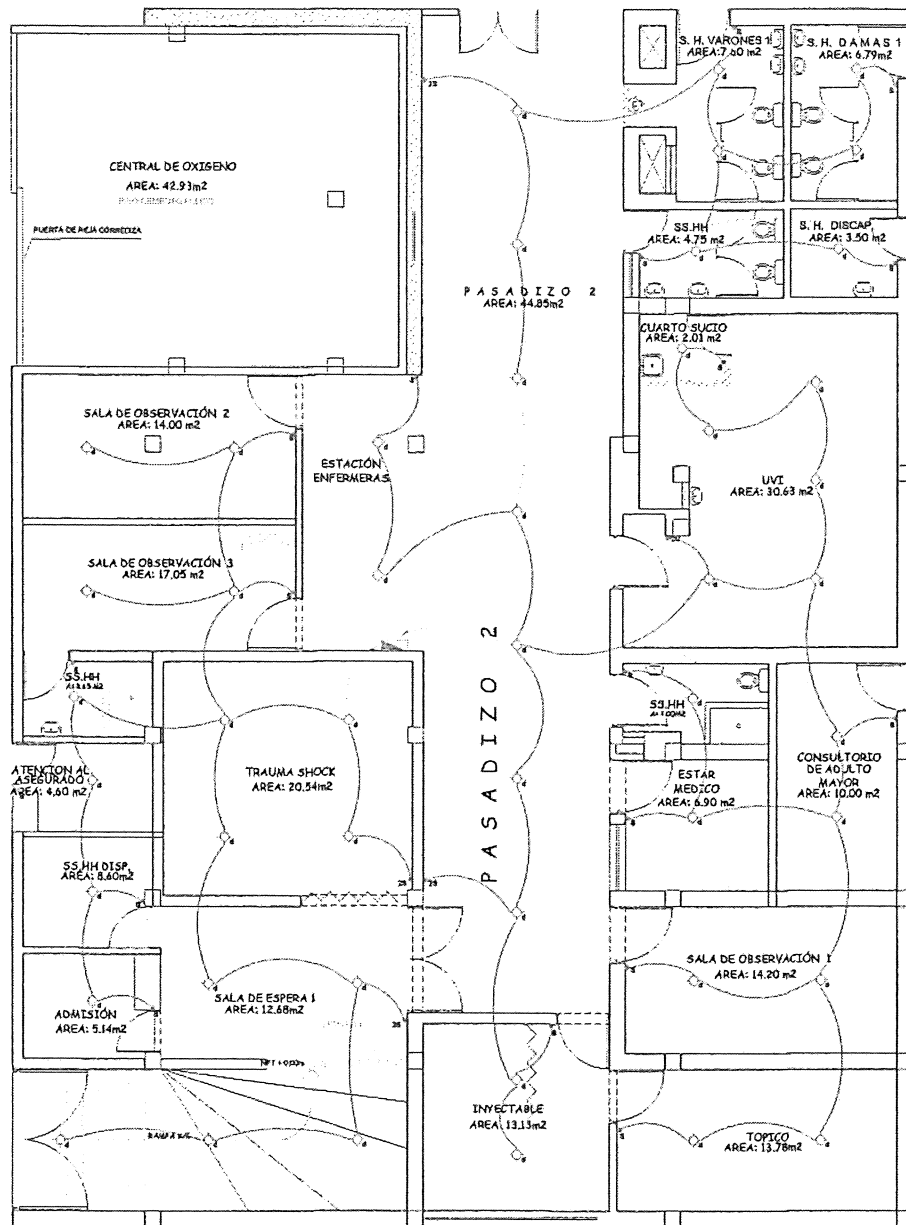 S. H. VARONES 1
AREA: 7.60 m2
S. H. DAMAS 1
AREA: 6.79m2
CENTRAL DE OXIGENO
AREA: 42.93m2
PUERTA DE REJA CORREDIZA
SS.HH
AREA: 4.75 m2
S. H. DISCAP.
AREA: 3.50 m2
PASADIZO 2
AREA: 44.85m2
CUARTO SUCIO
AREA: 2.01 m2
SALA DE OBSERVACIÓN 2
AREA: 14.00 m2
ESTACIÓN
ENFERMERAS
UVI
AREA: 30.63 m2
SALA DE OBSERVACIÓN 3
AREA: 17.05 m2
PASADIZO 2
SS.HH
SS.HH
TRAUMA SHOCK
AREA: 20.54m2
ATENCION AL
ASEGURADO
AREA: 4.60 m2
ESTAR
MEDICO
AREA: 6.90 m2
CONSULTORIO
DE ADULTO
MAYOR
AREA: 10.00 m2
SS.HH DISP.
AREA: 8.60m2
2S
2S
2S
2S
SALA DE OBSERVACIÓN 1
AREA: 14.20 m2
SALA DE ESPERA 1
AREA: 12.68m2
ADMISIÓN
AREA: 5.14m2
INYECTABLE
AREA: 13.13m2
TOPICO
AREA: 13.78m2